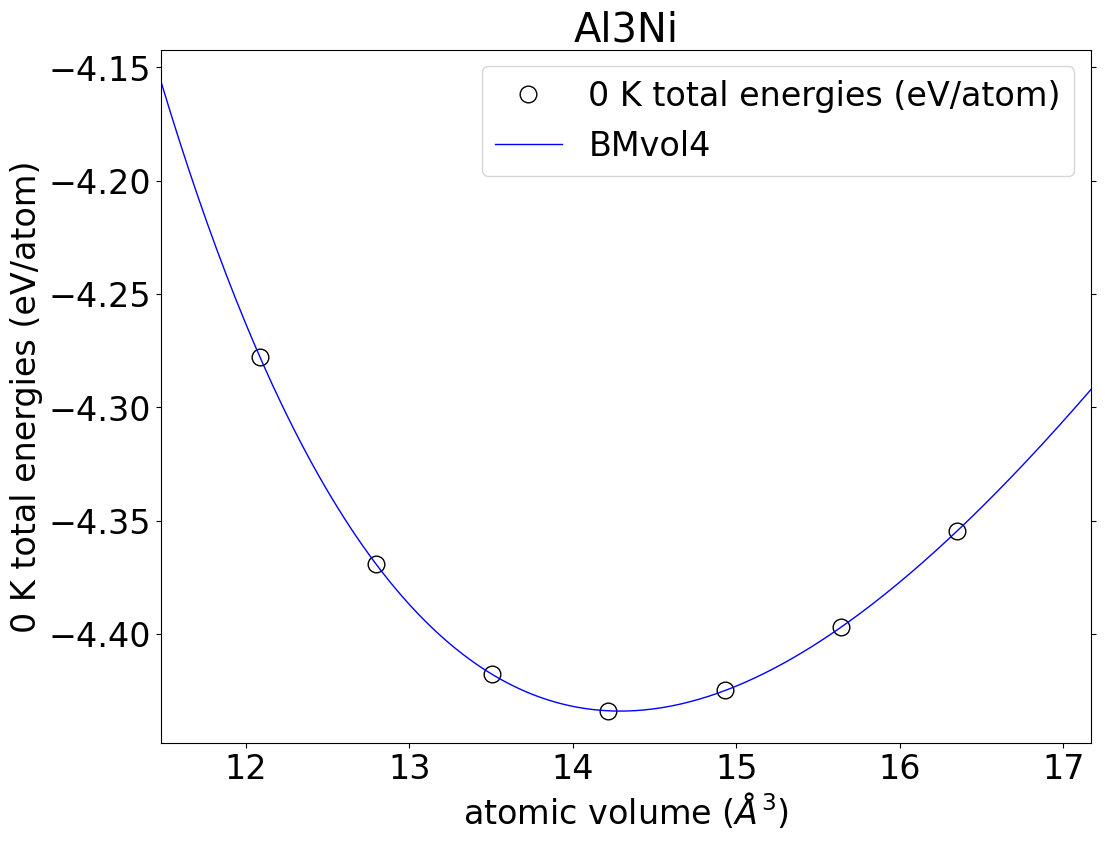 Al3Ni
0 K total energies (eV/atom)
BMvol4
0 K total energies (eV/atom)
−4.15
−4.20
−4.25
−4.30
−4.35
−4.40
12 13 14 15 16 17
atomic volume (Å³)